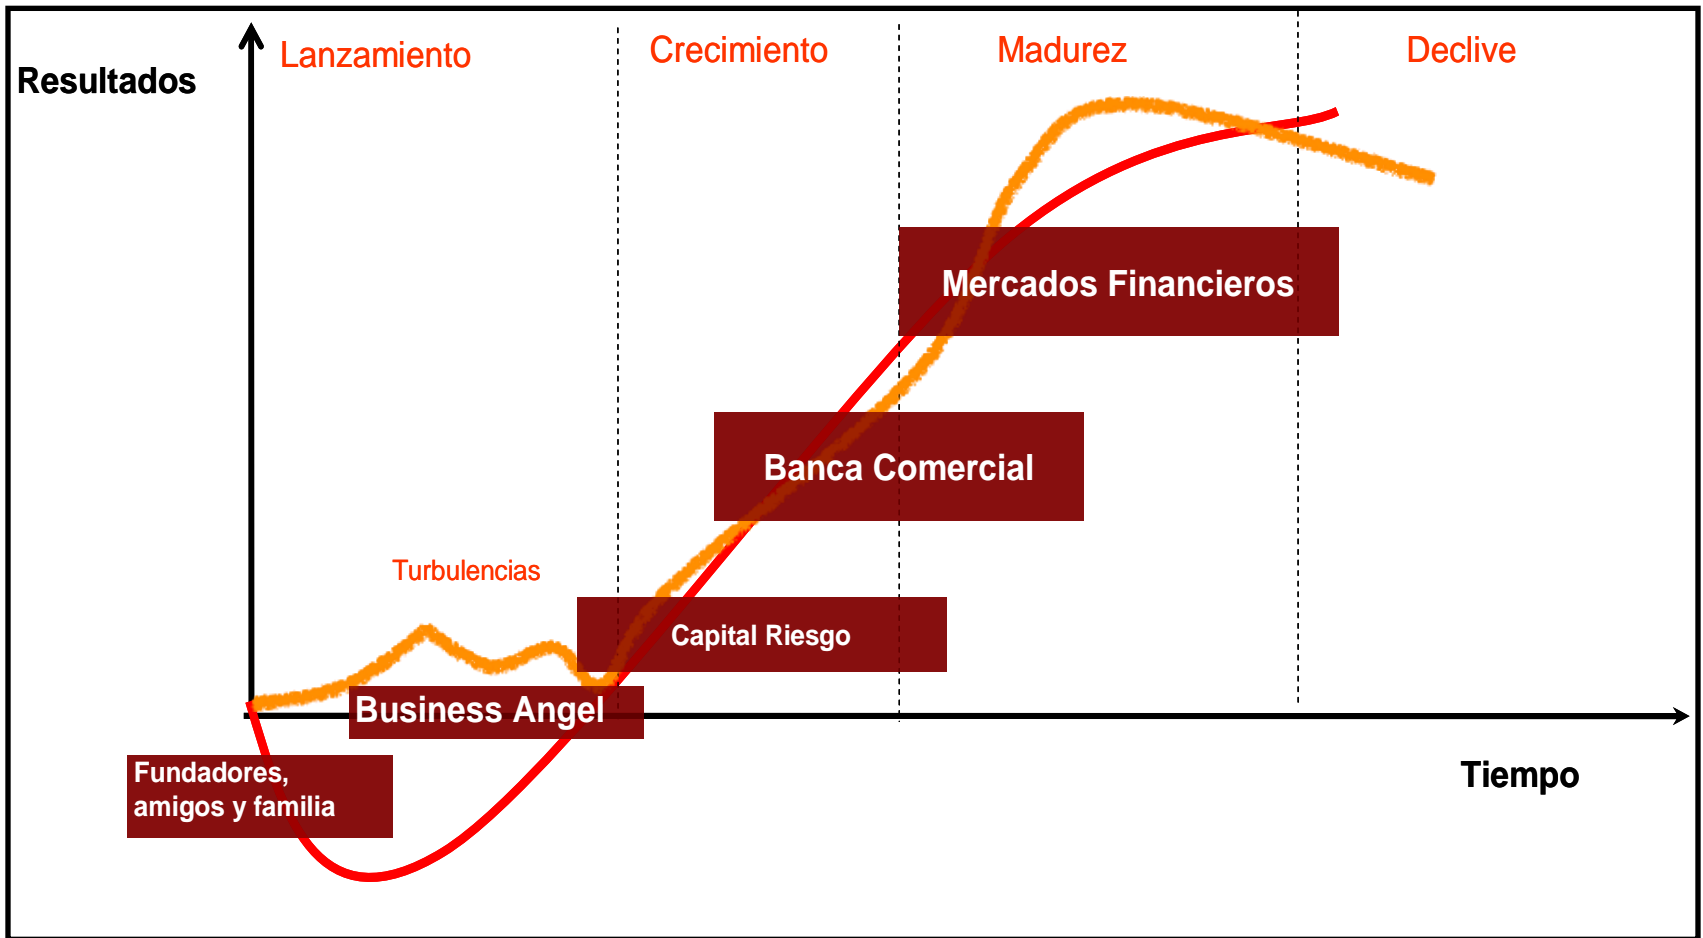 Lanzamiento
Crecimiento
Madurez
Declive
Resultados
Mercados Financieros
Banca Comercial
Turbulencias
Capital Riesgo
Business Angel
Fundadores,
amigos y familia
Tiempo